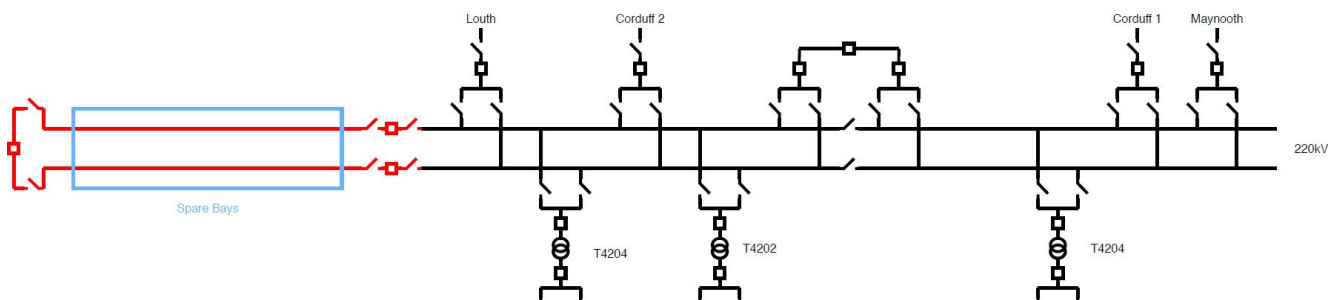 Louth
Corduff 2
Corduff 1
Maynooth
220kV
Spare Bays
T4204
T4202
T4204